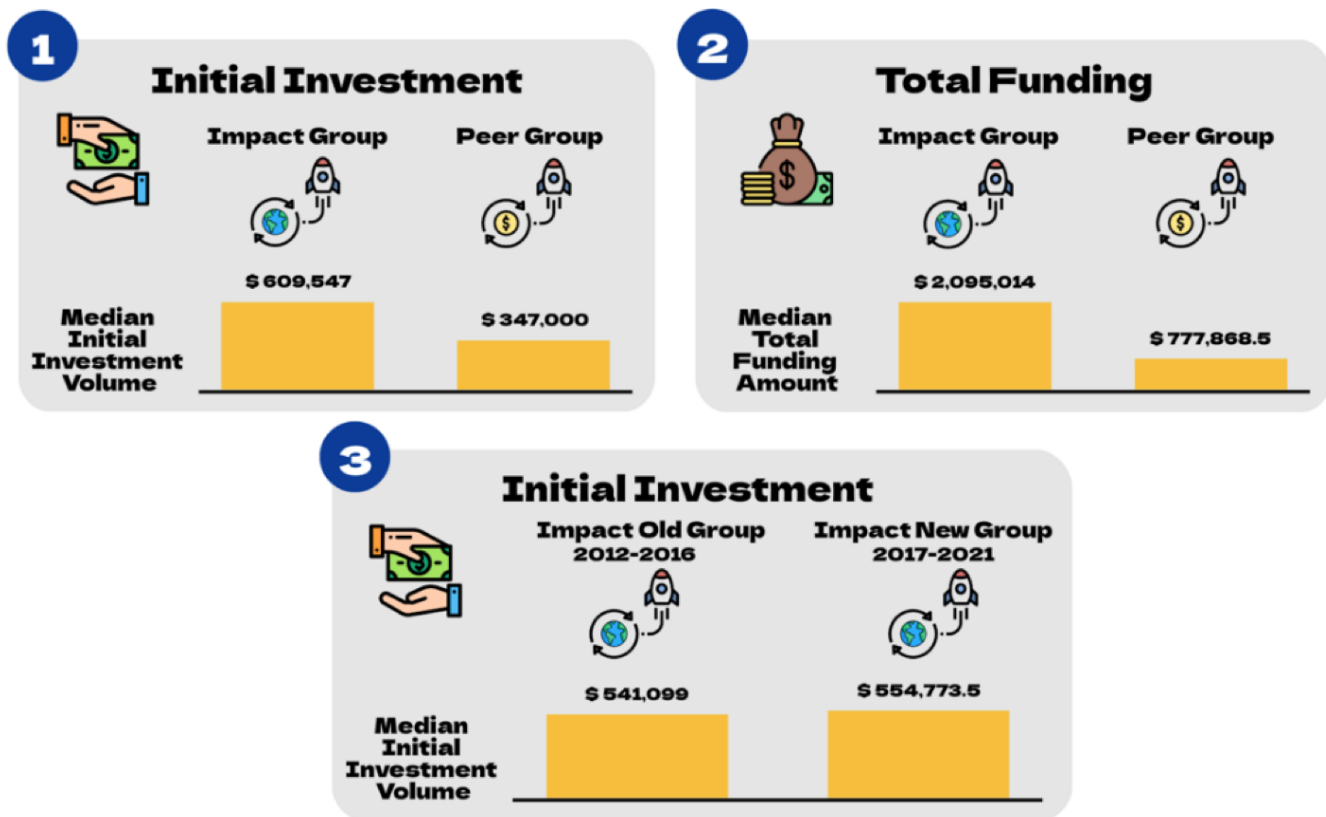 1
Initial Investment
Impact Group
Peer Group
$ 609,547
$ 347,000
Median
Initial
Investment
Volume
2
Total Funding
Impact Group
Peer Group
$ 2,095,014
$ 777,868.5
Median
Total
Funding
Amount
3
Initial Investment
Impact Old Group
2012-2016
Impact New Group
2017-2021
$ 541,099
$ 554,773.5
Median
Initial
Investment
Volume